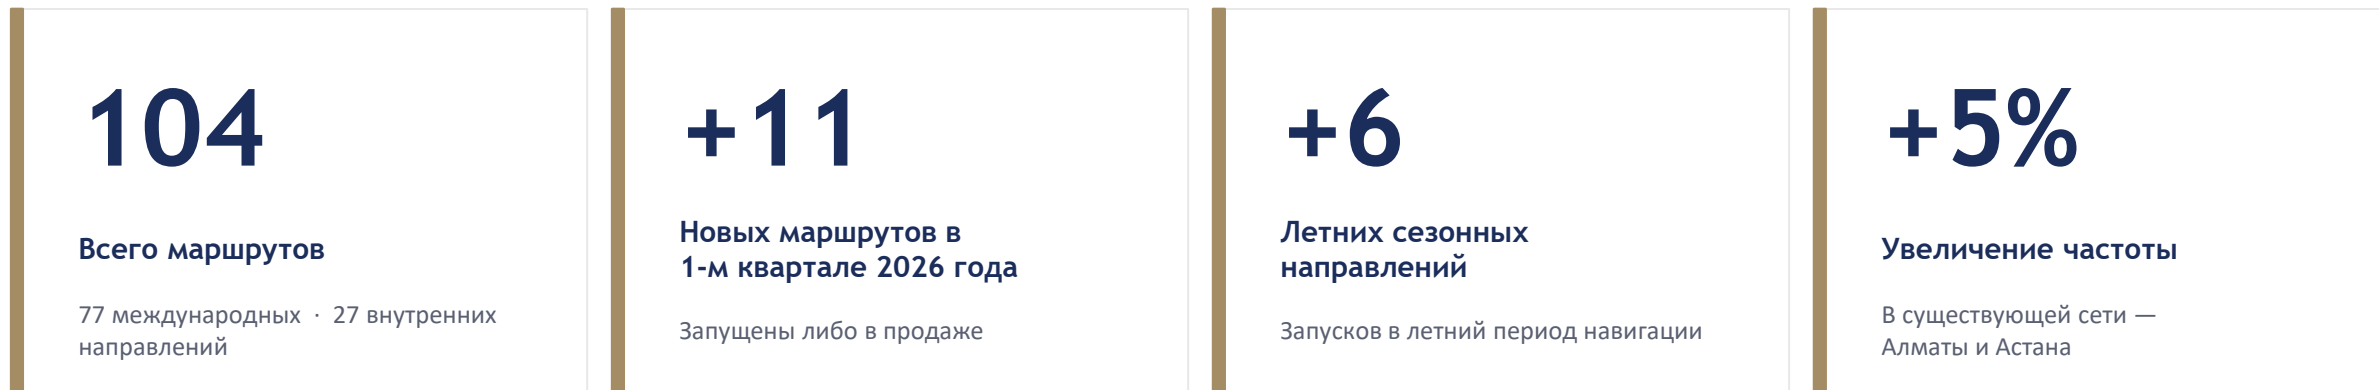 104
Всего маршрутов
77 международных · 27 внутренних
направлений
+11
Новых маршрутов в
1-м квартале 2026 года
Запущены либо в продаже
+6
Летних сезонных
направлений
Запусков в летний период навигации
+5%
Увеличение частоты
В существующей сети —
Алматы и Астана